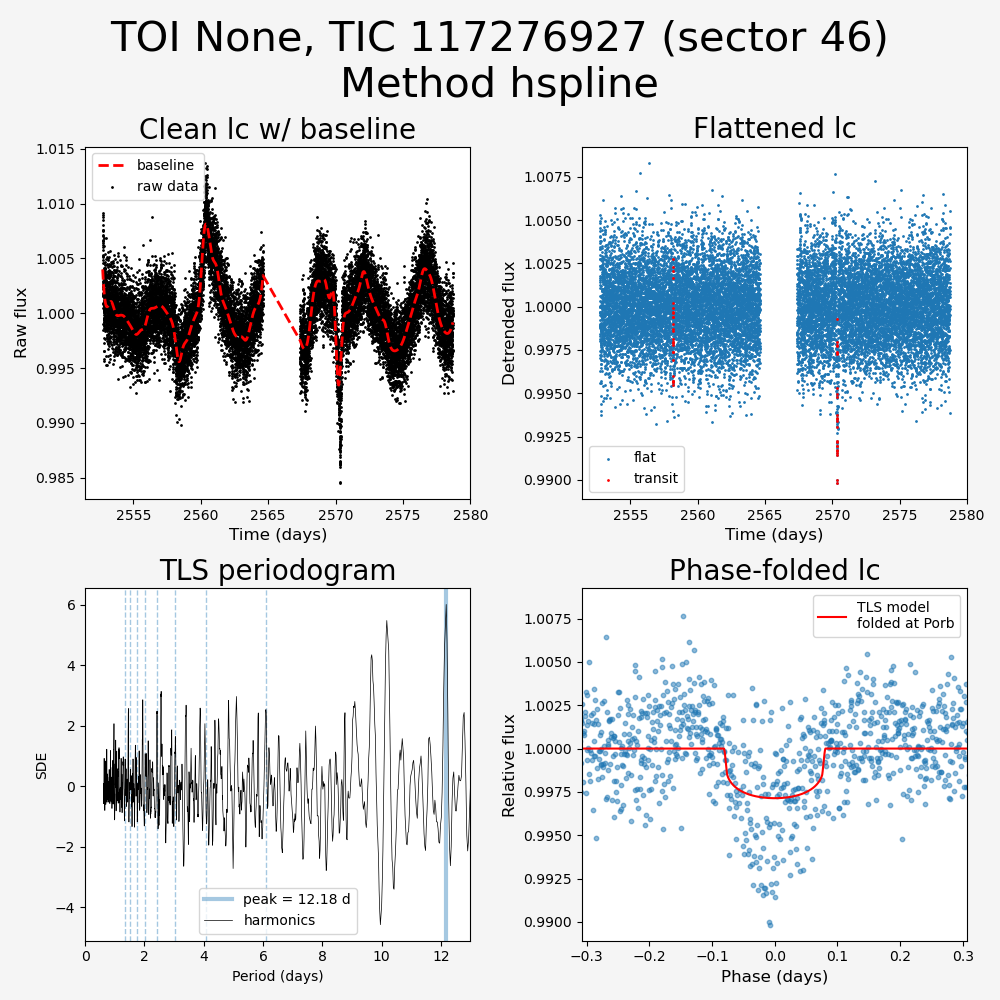 TOI None, TIC 117276927 (sector 46)
Method hspline
Clean lc w/ baseline
baseline
raw data
1.015
1.010
1.005
1.000
0.995
0.990
0.985
Raw flux
2555
2560
2565
2570
2575
2580
Time (days)
Flattened lc
1.0075
1.0050
1.0025
1.0000
0.9975
0.9950
0.9925
0.9900
Detrended flux
flat
transit
2555
2560
2565
2570
2575
2580
Time (days)
TLS periodogram
6
4
2
0
−2
−4
SDE
peak = 12.18 d
harmonics
0
2
4
6
8
10
12
Period (days)
Phase-folded lc
TLS model
folded at Porb
1.0075
1.0050
1.0025
1.0000
0.9975
0.9950
0.9925
0.9900
Relative flux
−0.3
−0.2
−0.1
0.0
0.1
0.2
0.3
Phase (days)